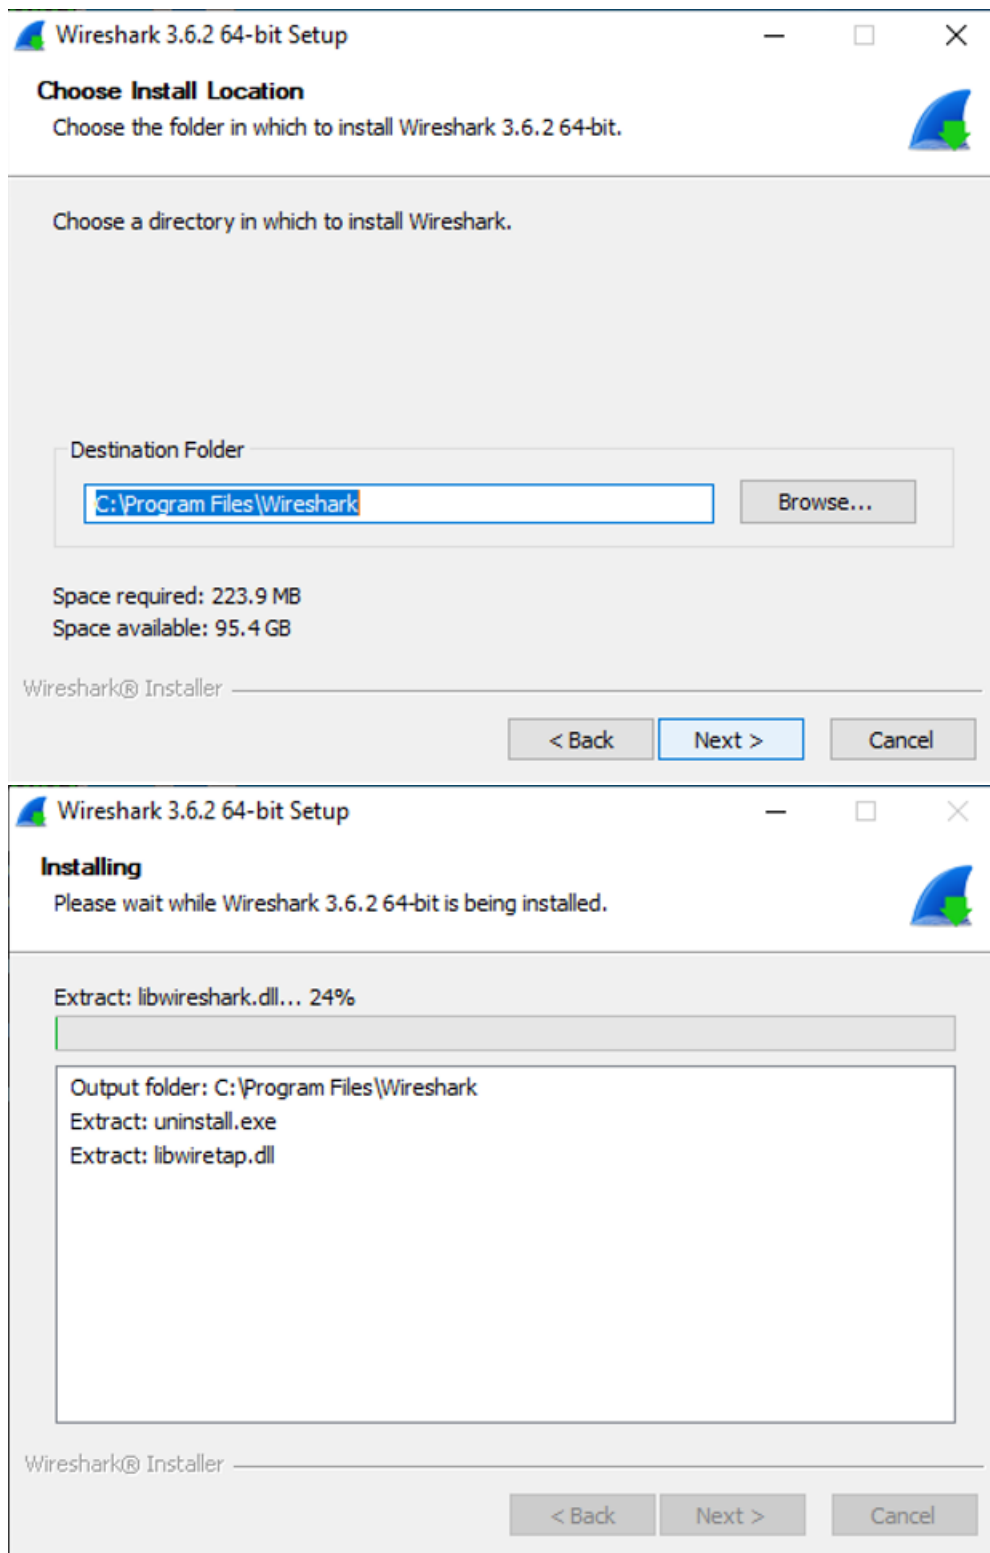 Wireshark 3.6.2 64-bit Setup
Choose Install Location
Choose the folder in which to install Wireshark 3.6.2 64-bit.
Choose a directory in which to install Wireshark.
Destination Folder
C:\Program Files\Wireshark
Browse...
Space required: 223.9 MB
Space available: 95.4 GB
Wireshark® Installer
< Back Next > Cancel
Wireshark 3.6.2 64-bit Setup
Installing
Please wait while Wireshark 3.6.2 64-bit is being installed.
Extract: libwireshark.dll... 24%
Output folder: C:\Program Files\Wireshark
Extract: uninstall.exe
Extract: libwiretap.dll
Wireshark® Installer
< Back Next > Cancel